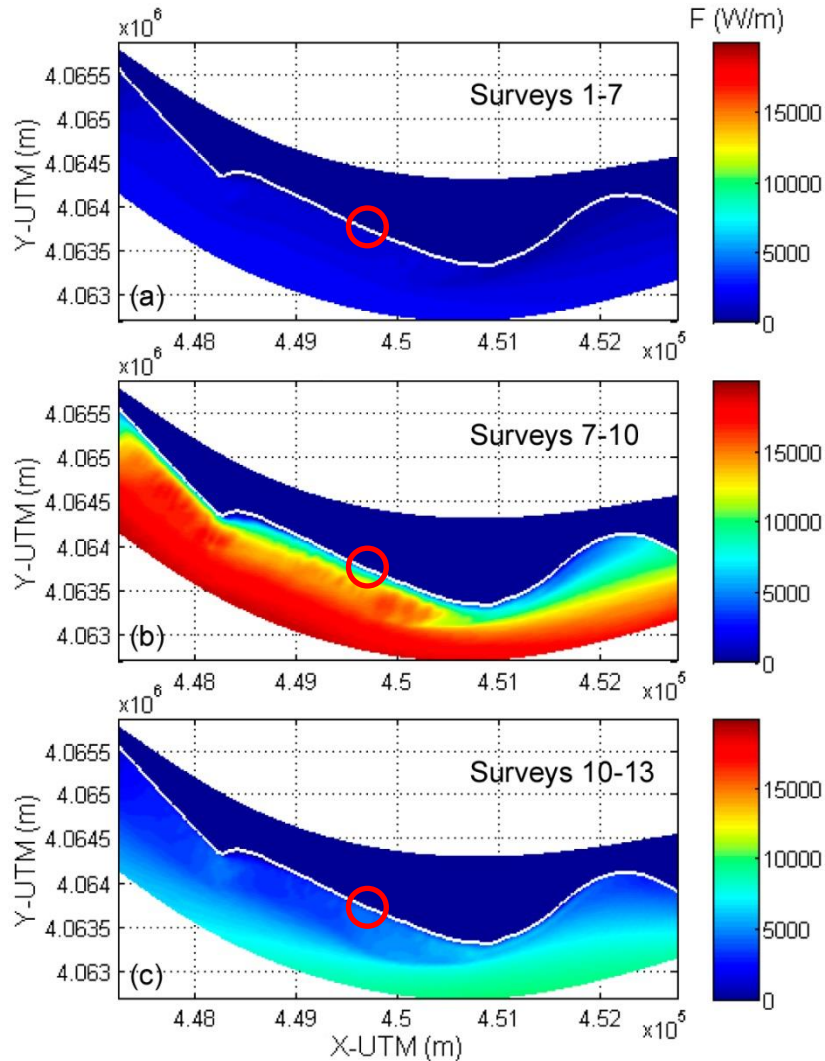 x10⁶
F (W/m)
4.0655
4.065
4.0645
4.064
4.0635
4.063
Y-UTM (m)
Surveys 1-7
(a)
15000
10000
5000
0
4.48 4.49 4.5 4.51 4.52 x10⁵
x10⁶
4.0655
4.065
4.0645
4.064
4.0635
4.063
Y-UTM (m)
Surveys 7-10
(b)
15000
10000
5000
0
4.48 4.49 4.5 4.51 4.52 x10⁵
x10⁶
4.0655
4.065
4.0645
4.064
4.0635
4.063
Y-UTM (m)
Surveys 10-13
(c)
15000
10000
5000
0
4.48 4.49 4.5 4.51 4.52 x10⁵
X-UTM (m)